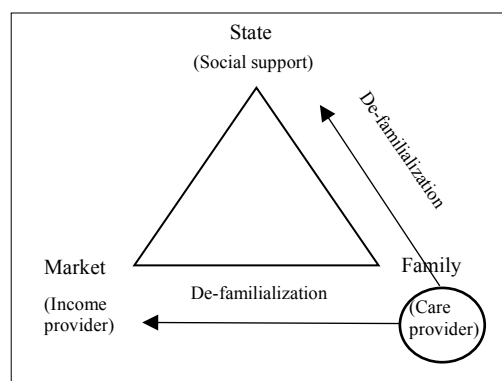 State
(Social support)
De-familialization
Market
Family
De-familialization
(Income
provider)
(Care
provider)